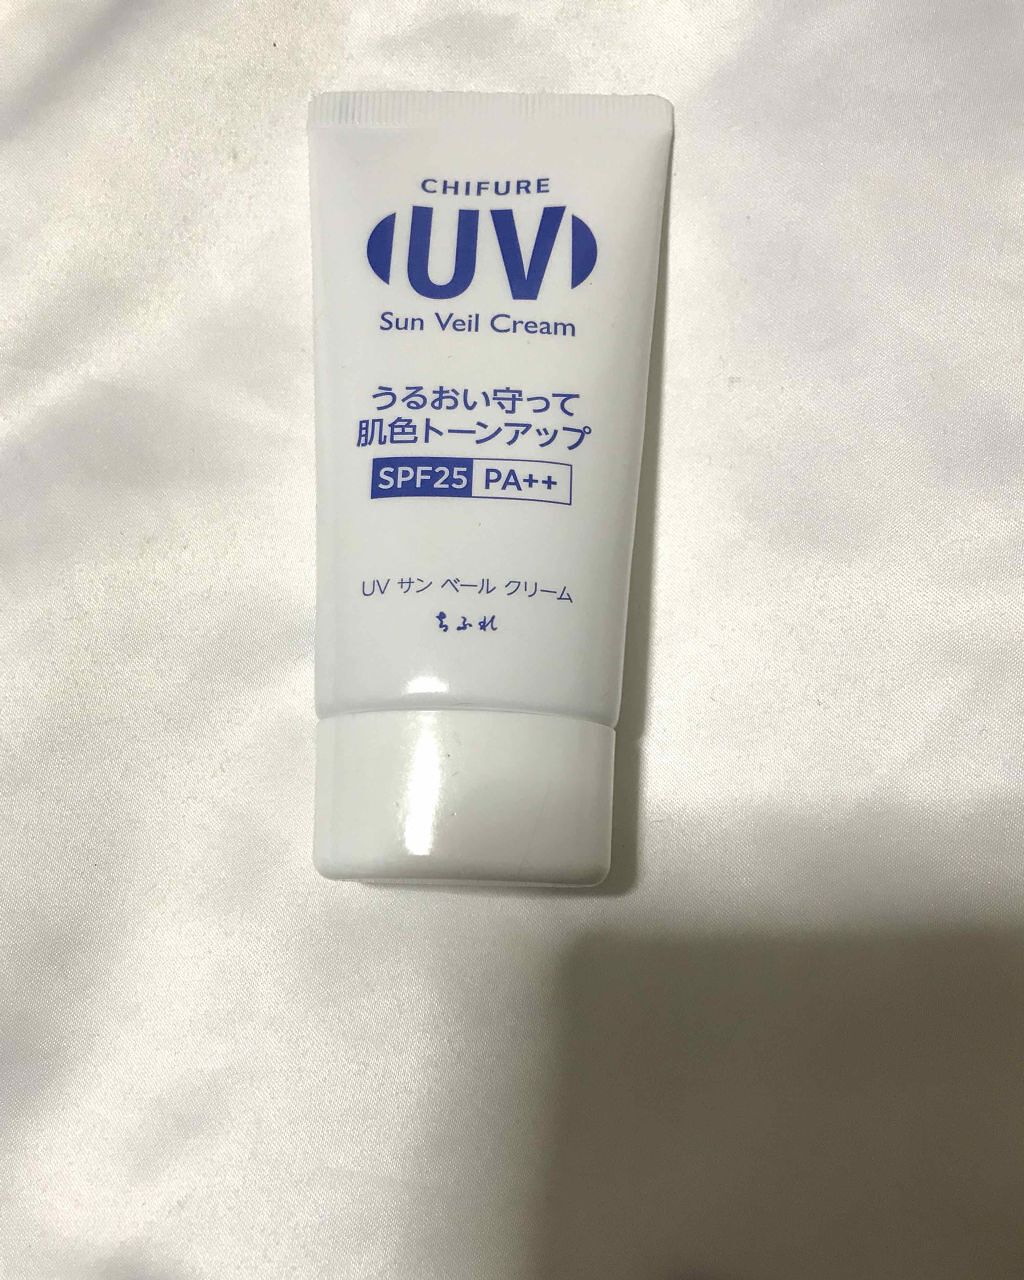 CHIFURE
UV
Sun Veil Cream
うるおい守って
肌色トーンアップ
SPF25 PA++
UV サン ベール クリーム
ちふれ